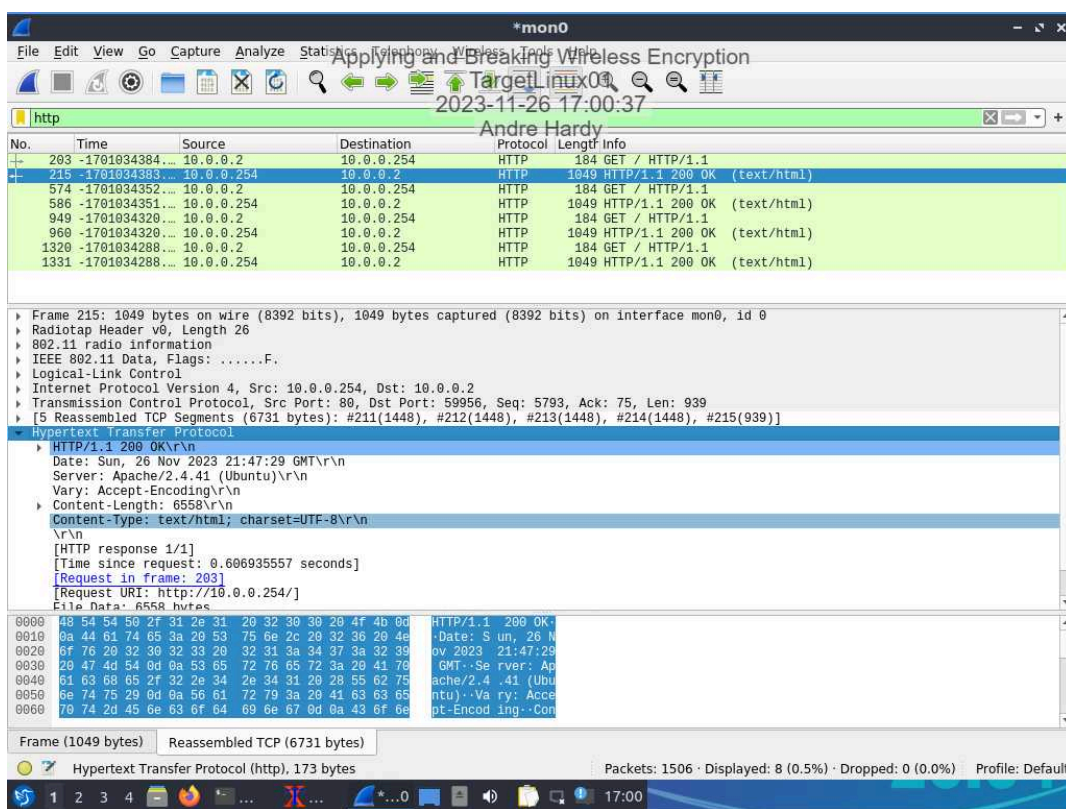 *mon0
File Edit View Go Capture Analyze Statistics Telephony Wireless Tools Help
Applying and Breaking Wireless Encryption
TargetLinux01
2023-11-26 17:00:37
Andre Hardy
http
No. Time Source Destination Protocol Length Info
203 -1701034384.… 10.0.0.2 10.0.0.254 HTTP 184 GET / HTTP/1.1
215 -1701034383.… 10.0.0.254 10.0.0.2 HTTP 1049 HTTP/1.1 200 OK (text/html)
574 -1701034352.… 10.0.0.2 10.0.0.254 HTTP 184 GET / HTTP/1.1
586 -1701034351.… 10.0.0.254 10.0.0.2 HTTP 1049 HTTP/1.1 200 OK (text/html)
949 -1701034320.… 10.0.0.2 10.0.0.254 HTTP 184 GET / HTTP/1.1
960 -1701034320.… 10.0.0.254 10.0.0.2 HTTP 1049 HTTP/1.1 200 OK (text/html)
1320 -1701034288.… 10.0.0.2 10.0.0.254 HTTP 184 GET / HTTP/1.1
1331 -1701034288.… 10.0.0.254 10.0.0.2 HTTP 1049 HTTP/1.1 200 OK (text/html)
Frame 215: 1049 bytes on wire (8392 bits), 1049 bytes captured (8392 bits) on interface mon0, id 0
Radiotap Header v0, Length 26
802.11 radio information
IEEE 802.11 Data, Flags: ......F.
Logical-Link Control
Internet Protocol Version 4, Src: 10.0.0.254, Dst: 10.0.0.2
Transmission Control Protocol, Src Port: 80, Dst Port: 59956, Seq: 5793, Ack: 75, Len: 939
[5 Reassembled TCP Segments (6731 bytes): #211(1448), #212(1448), #213(1448), #214(1448), #215(939)]
Hypertext Transfer Protocol
HTTP/1.1 200 OK\r\n
Date: Sun, 26 Nov 2023 21:47:29 GMT\r\n
Server: Apache/2.4.41 (Ubuntu)\r\n
Vary: Accept-Encoding\r\n
Content-Length: 6558\r\n
Content-Type: text/html; charset=UTF-8\r\n
\r\n
[HTTP response 1/1]
[Time since request: 0.606935557 seconds]
[Request in frame: 203]
[Request URI: http://10.0.0.254/]
File Data: 6558 bytes
0000 48 54 54 50 2f 31 2e 31 20 32 30 30 20 4f 4b 0d HTTP/1.1 200 OK·
0010 0a 44 61 74 65 3a 20 53 75 6e 2c 20 32 36 20 4e ·Date: S un, 26 N
0020 6f 76 20 32 30 32 33 20 32 31 3a 34 37 3a 32 39 ov 2023 21:47:29
0030 20 47 4d 54 0d 0a 53 65 72 76 65 72 3a 20 41 70 GMT··Se rver: Ap
0040 61 63 68 65 2f 32 2e 34 2e 34 31 20 28 55 62 75 ache/2.4 .41 (Ubu
0050 6e 74 75 29 0d 0a 56 61 72 79 3a 20 41 63 63 65 ntu)··Va ry: Acce
0060 70 74 2d 45 6e 63 6f 64 69 6e 67 0d 0a 43 6f 6e pt-Encod ing··Con
Frame (1049 bytes) Reassembled TCP (6731 bytes)
Hypertext Transfer Protocol (http), 173 bytes Packets: 1506 · Displayed: 8 (0.5%) · Dropped: 0 (0.0%) Profile: Default
1 2 3 4 … … *…0 17:00